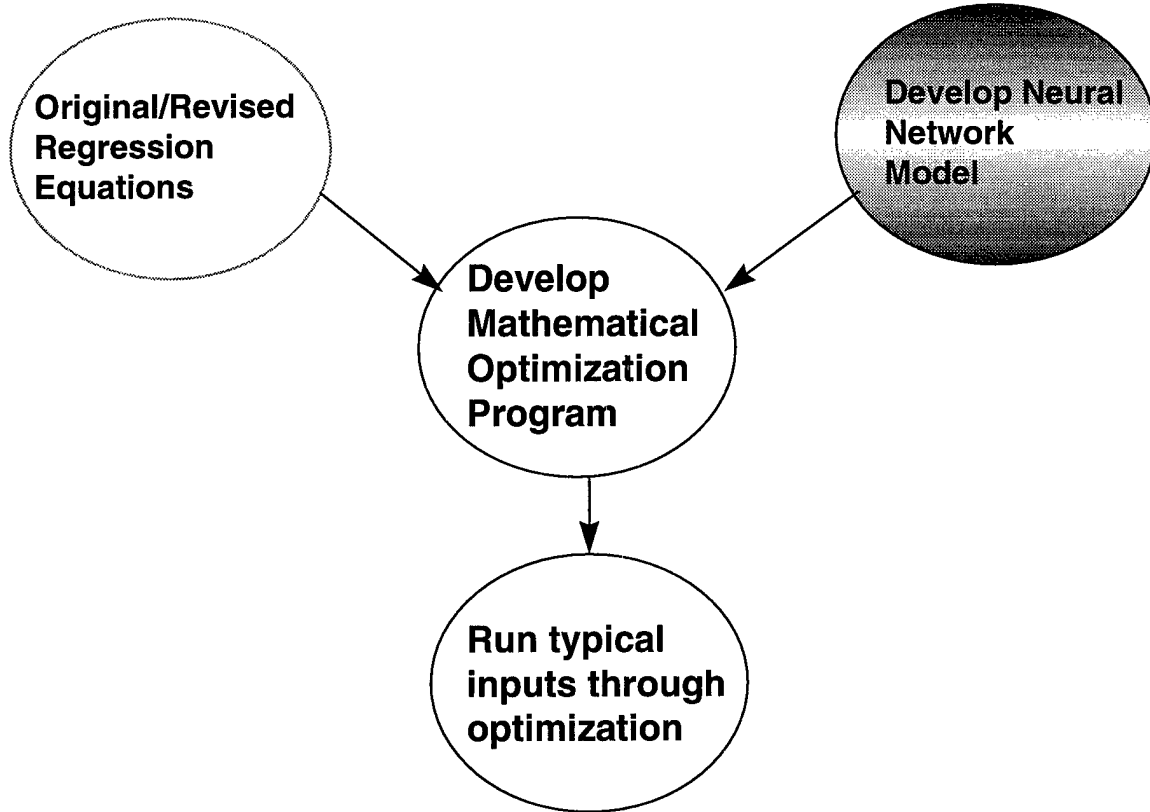 Original/Revised
Regression
Equations
Develop Neural
Network
Model
Develop
Mathematical
Optimization
Program
Run typical
inputs through
optimization